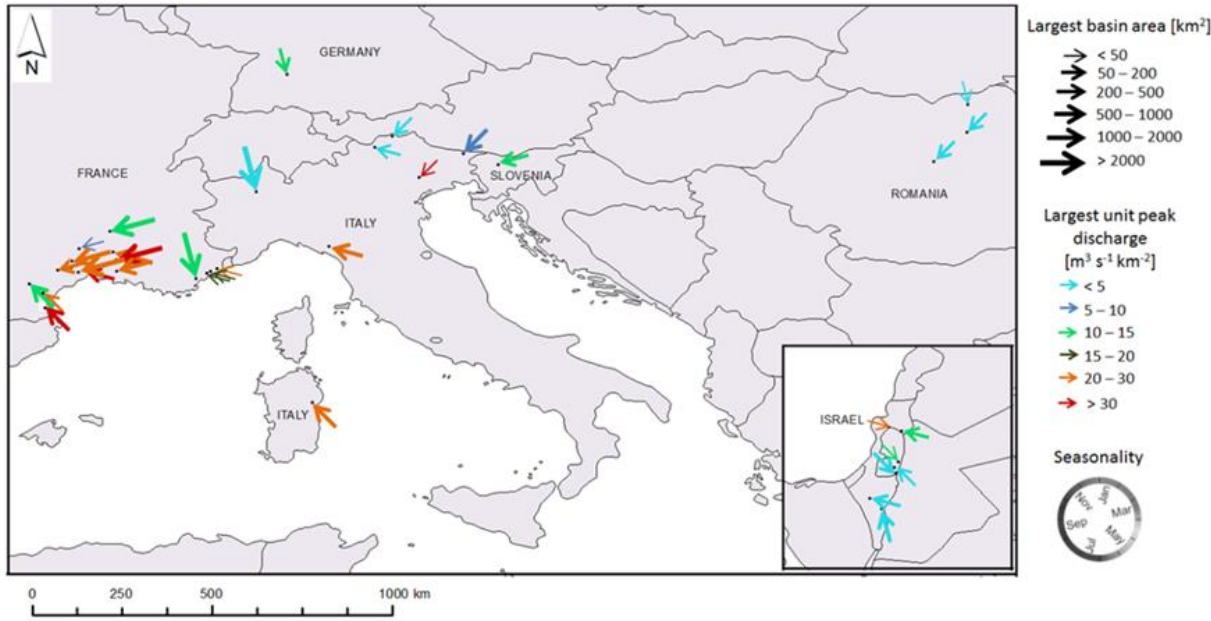 N
GERMANY
FRANCE
SLOVENIA
ITALY
ROMANIA
ITALY
ISRAEL
0 250 500 1000 km
Largest basin area [km²]
< 50
50 – 200
200 – 500
500 – 1000
1000 – 2000
> 2000
Largest unit peak
discharge
[m³ s⁻¹ km⁻²]
< 5
5 – 10
10 – 15
15 – 20
20 – 30
> 30
Seasonality
Jan
Mar
May
Jul
Sep
Nov